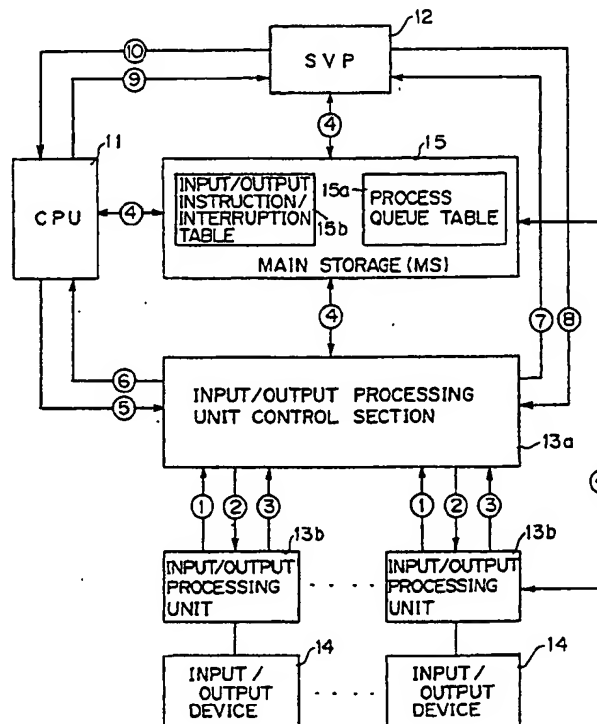 ⑩
12
SVP
⑨
11
④
15
CPU
④
INPUT/OUTPUT
INSTRUCTION/
INTERRUPTION
TABLE
15b
15a
PROCESS
QUEUE TABLE
MAIN STORAGE (MS)
④
⑦
⑧
⑥
⑤
INPUT/OUTPUT PROCESSING
UNIT CONTROL SECTION
13a
①
②
③
①
②
③
13b
INPUT/OUTPUT
PROCESSING
UNIT
13b
INPUT/OUTPUT
PROCESSING
UNIT
14
INPUT/
OUTPUT
DEVICE
14
INPUT/
OUTPUT
DEVICE